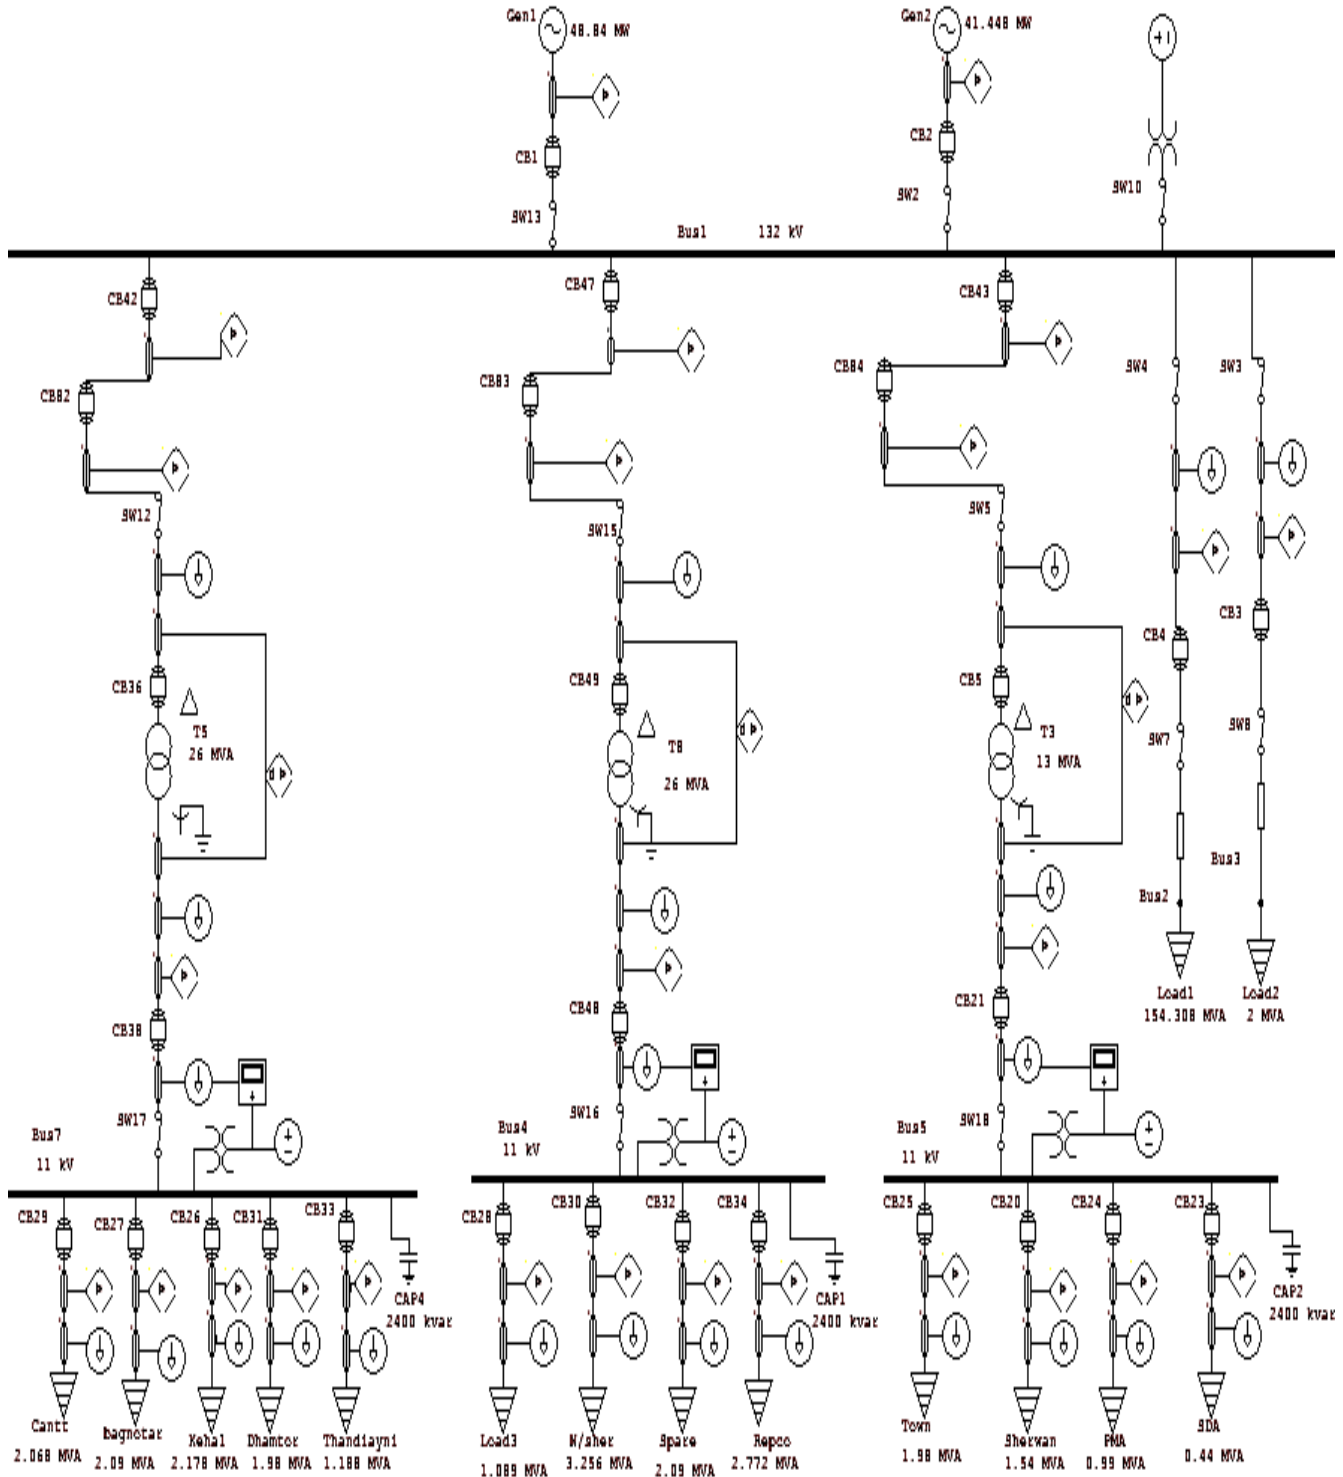 Gen1
48.84 MW
Gen2
41.448 MW
CB1
CB2
SW13
SW2
SW10
Bus1 132 kV
CB42
CB47
CB43
CB82
CB83
CB84
SW4
SW3
SW12
SW15
SW5
CB36
CB49
CB5
CB4
CB3
T5
26 MVA
T8
26 MVA
T3
13 MVA
SW7
SW8
Bus2
Bus3
CB38
CB48
CB21
Load1
154.308 MVA
Load2
2 MVA
SW17
SW16
SW18
Bus7
11 kV
Bus4
11 kV
Bus5
11 kV
CB29
CB27
CB26
CB31
CB33
CB28
CB30
CB32
CB34
CB25
CB20
CB24
CB23
CAP4
2400 kvar
CAP1
2400 kvar
CAP2
2400 kvar
Cantt
2.068 MVA
bagnotar
2.09 MVA
Kehal
2.178 MVA
Dhamtor
1.98 MVA
Thandiayni
1.188 MVA
Load3
1.089 MVA
N/sher
3.256 MVA
Spare
2.09 MVA
Repco
2.772 MVA
Town
1.98 MVA
Sherwan
1.54 MVA
PMA
0.99 MVA
SDA
0.44 MVA